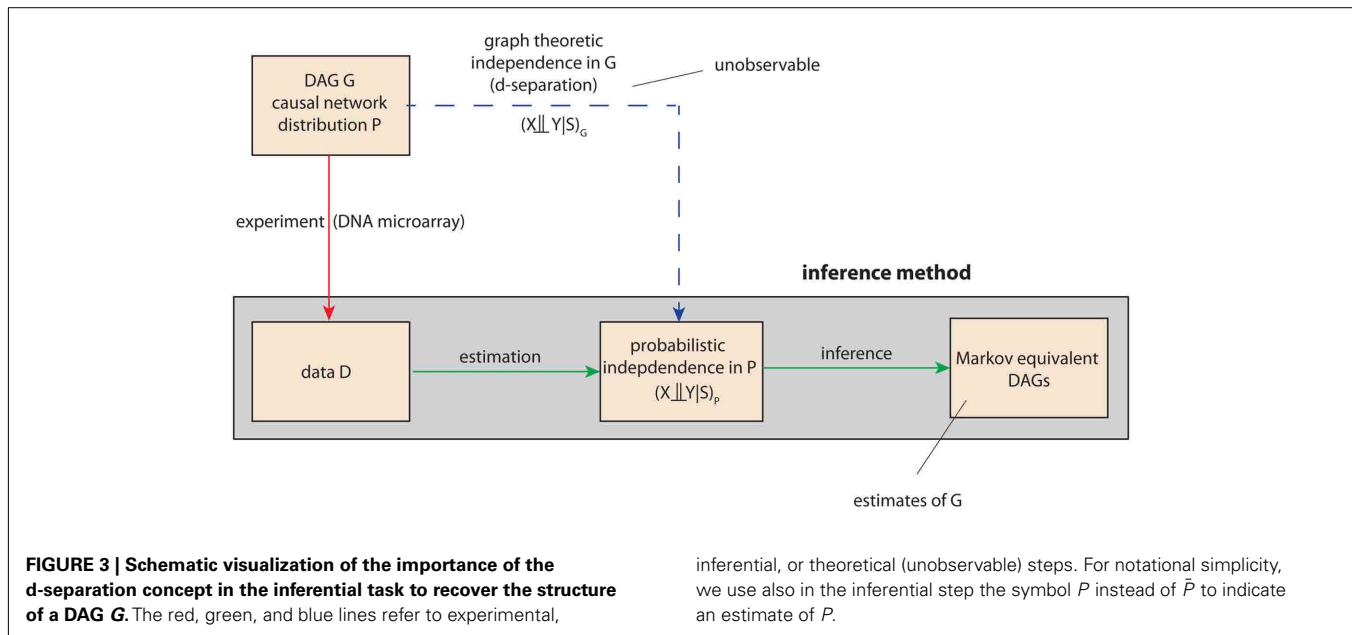 graph theoretic
independence in G
(d-separation)
(X⫫Y|S)G
unobservable
DAG G
causal network
distribution P
experiment (DNA microarray)
inference method
data D
estimation
probabilistic
indepdendence in P
(X⫫Y|S)P
inference
Markov equivalent
DAGs
estimates of G
FIGURE 3 | Schematic visualization of the importance of the
d-separation concept in the inferential task to recover the structure
of a DAG G. The red, green, and blue lines refer to experimental,
inferential, or theoretical (unobservable) steps. For notational simplicity,
we use also in the inferential step the symbol P instead of P̄ to indicate
an estimate of P.